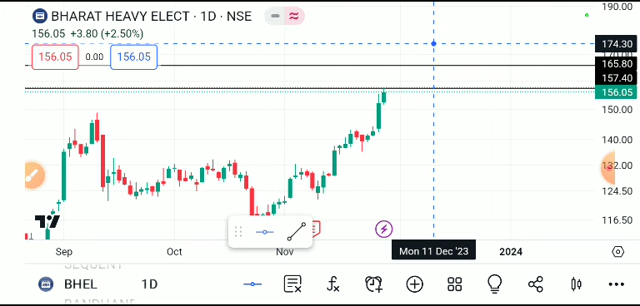 BHARAT HEAVY ELECT · 1D · NSE
156.05 +3.80 (+2.50%)
156.05 0.00 156.05
190.00
174.30
165.80
157.40
156.05
150.00
140.00
132.00
124.50
116.50
Sep Oct Nov Mon 11 Dec '23 2024
BHEL 1D